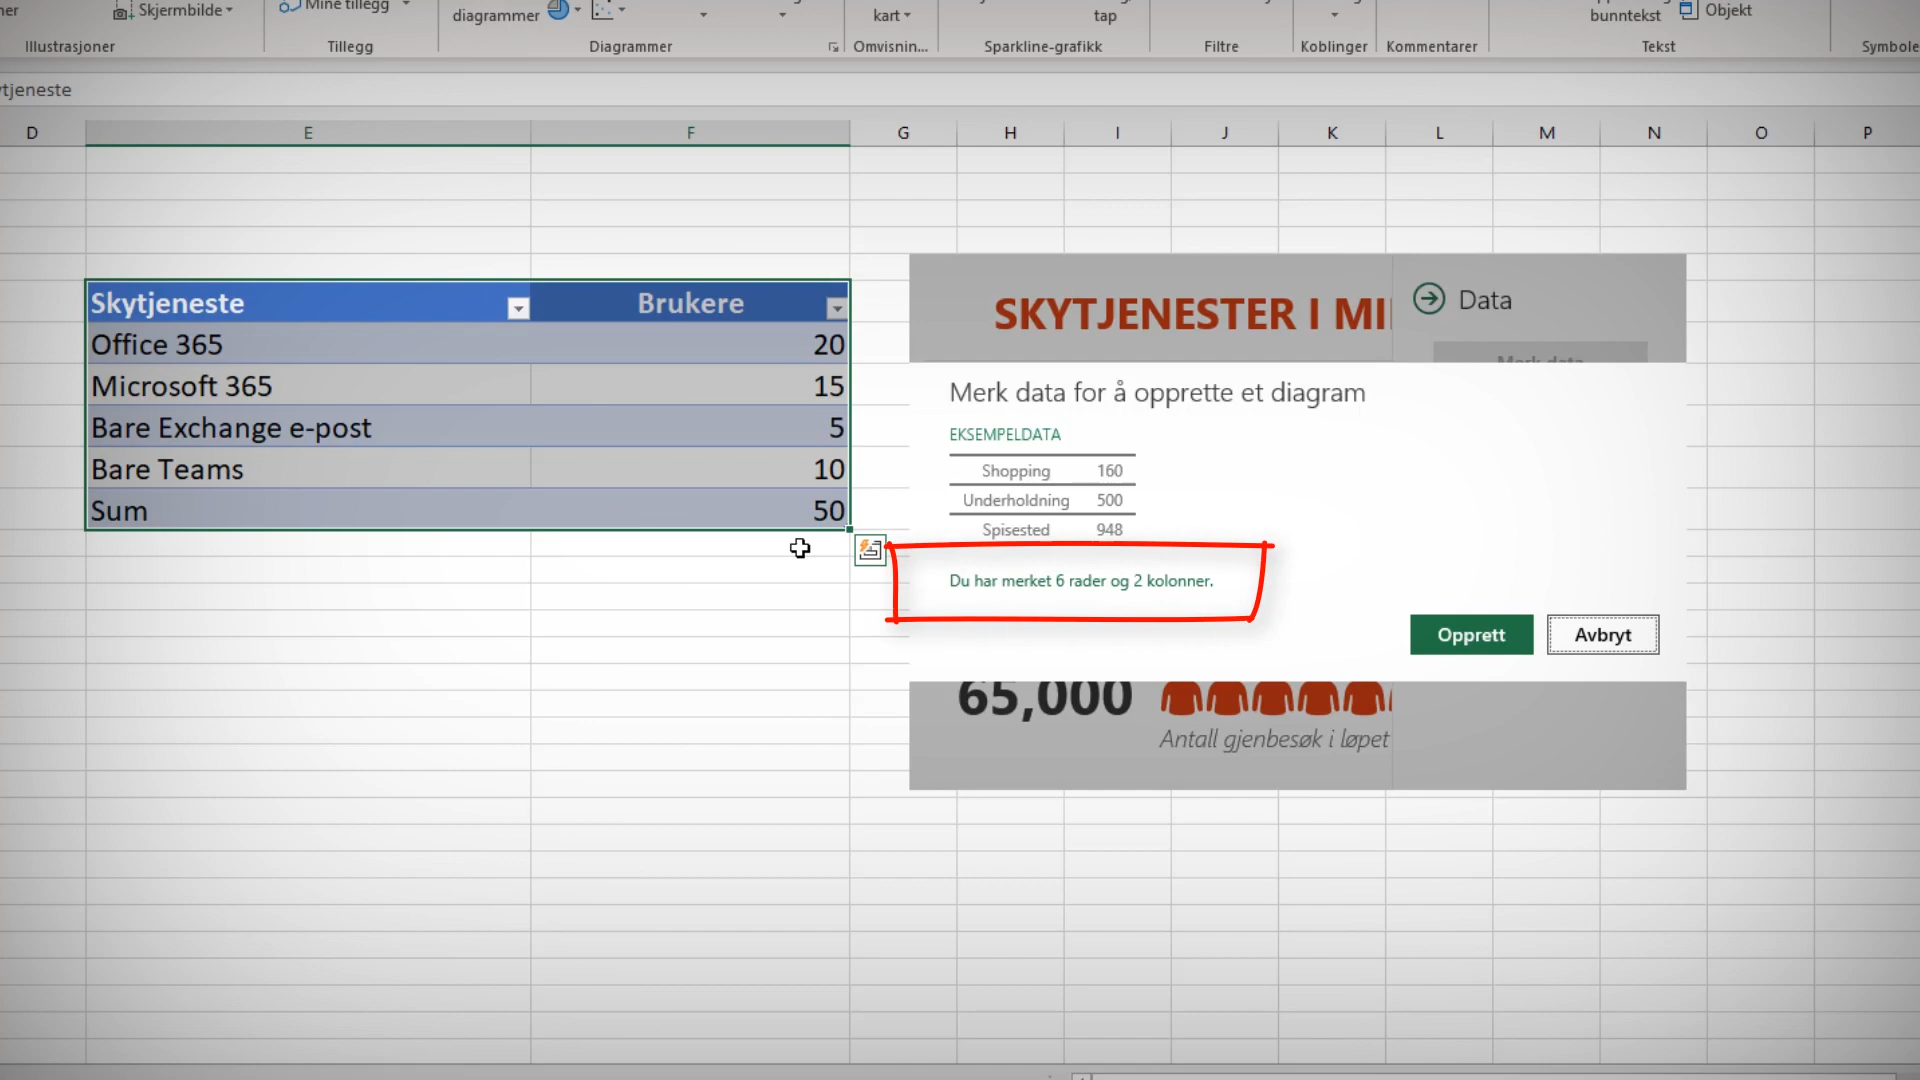 Skjermbilde
Mine tillegg
diagrammer
kart
tap
bunntekst
Objekt
Illustrasjoner
Tillegg
Diagrammer
Omvisnin...
Sparkline-grafikk
Filtre
Koblinger
Kommentarer
Tekst
Symbole
tjeneste
D E F G H I J K L M N O P
Skytjeneste Brukere
Office 365 20
Microsoft 365 15
Bare Exchange e-post 5
Bare Teams 10
Sum 50
SKYTJENESTER I MI
Data
Merk data
Merk data for å opprette et diagram
EKSEMPELDATA
Shopping 160
Underholdning 500
Spisested 948
Du har merket 6 rader og 2 kolonner.
Opprett
Avbryt
65,000
Antall gjenbesøk i løpet